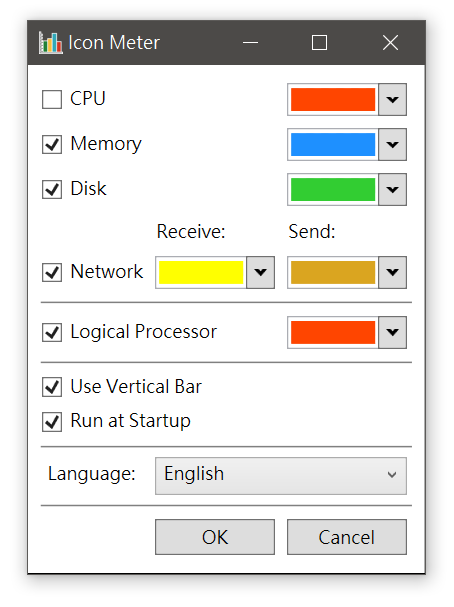 Icon Meter
CPU
Memory
Disk
Receive: Send:
Network
Logical Processor
Use Vertical Bar
Run at Startup
Language: English
OK Cancel